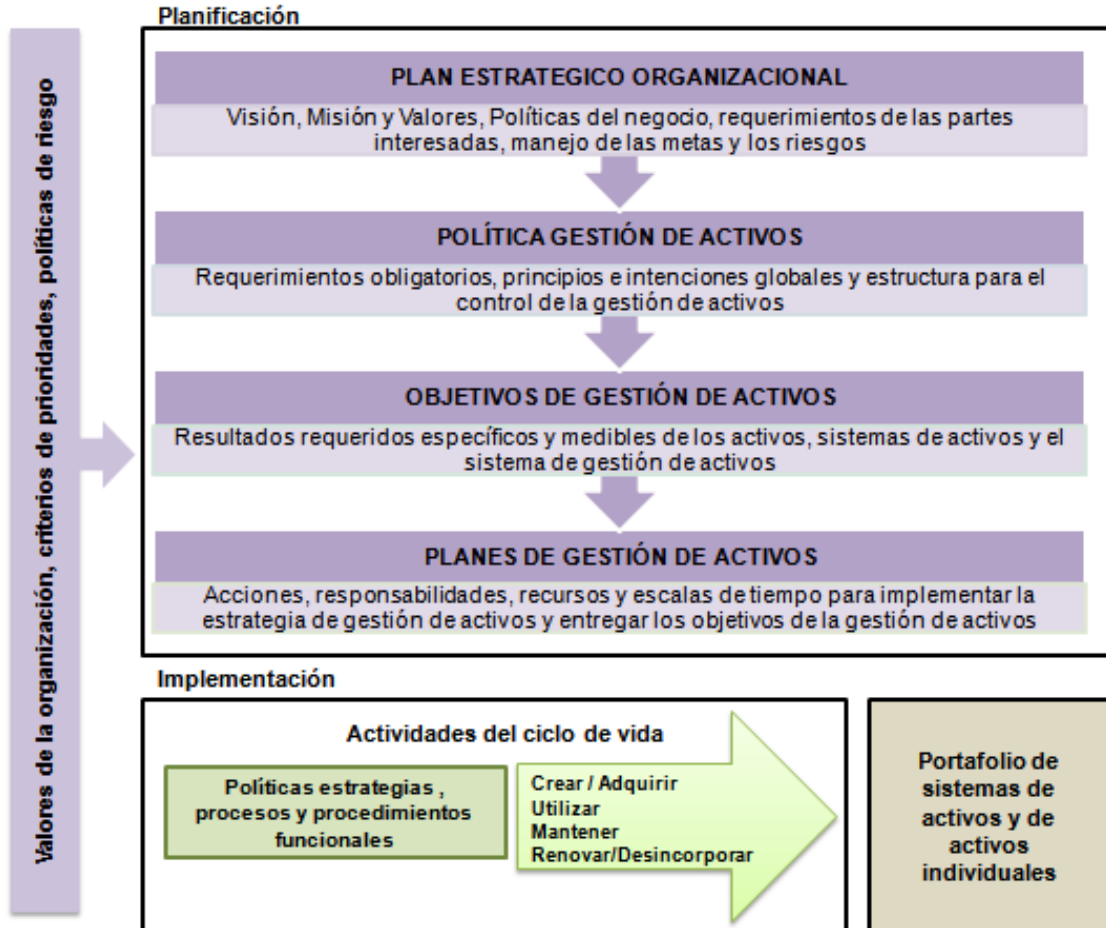 Planificación
Valores de la organización, criterios de prioridades, políticas de riesgo
PLAN ESTRATEGICO ORGANIZACIONAL
Visión, Misión y Valores, Políticas del negocio, requerimientos de las partes
interesadas, manejo de las metas y los riesgos
POLÍTICA GESTIÓN DE ACTIVOS
Requerimientos obligatorios, principios e intenciones globales y estructura para el
control de la gestión de activos
OBJETIVOS DE GESTIÓN DE ACTIVOS
Resultados requeridos específicos y medibles de los activos, sistemas de activos y el
sistema de gestión de activos
PLANES DE GESTIÓN DE ACTIVOS
Acciones, responsabilidades, recursos y escalas de tiempo para implementar la
estrategia de gestión de activos y entregar los objetivos de la gestión de activos
Implementación
Actividades del ciclo de vida
Políticas estrategias ,
procesos y procedimientos
funcionales
Crear / Adquirir
Utilizar
Mantener
Renovar/Desincorporar
Portafolio de
sistemas de
activos y de
activos
individuales